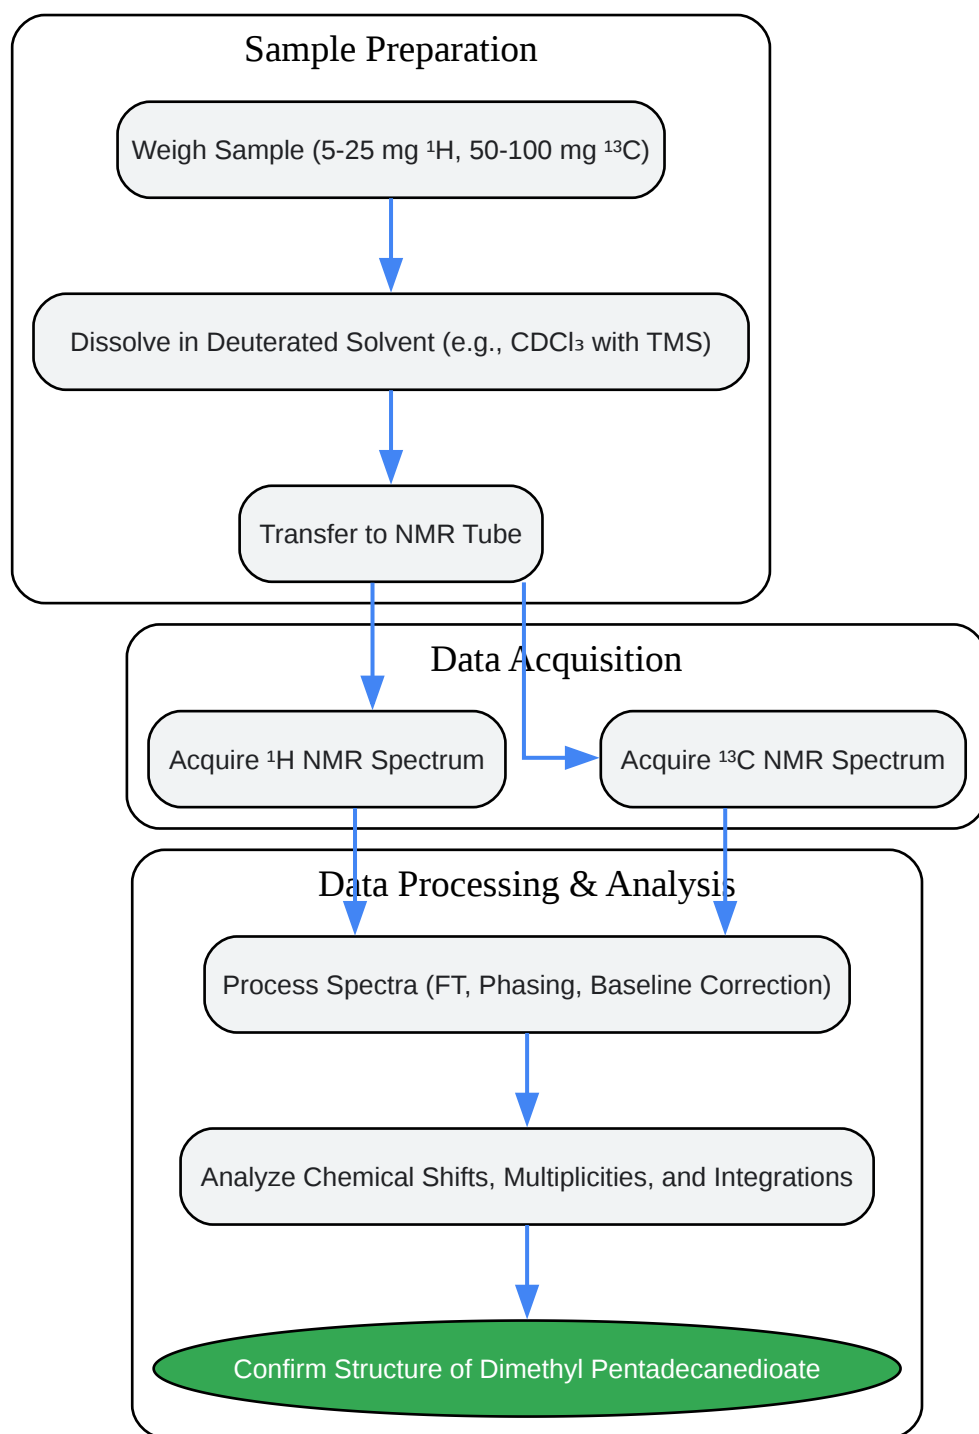 Sample Preparation
Weigh Sample (5-25 mg ¹H, 50-100 mg ¹³C)
Dissolve in Deuterated Solvent (e.g., CDCl₃ with TMS)
Transfer to NMR Tube
Data Acquisition
Acquire ¹H NMR Spectrum
Acquire ¹³C NMR Spectrum
Data Processing & Analysis
Process Spectra (FT, Phasing, Baseline Correction)
Analyze Chemical Shifts, Multiplicities, and Integrations
Confirm Structure of Dimethyl Pentadecanedioate